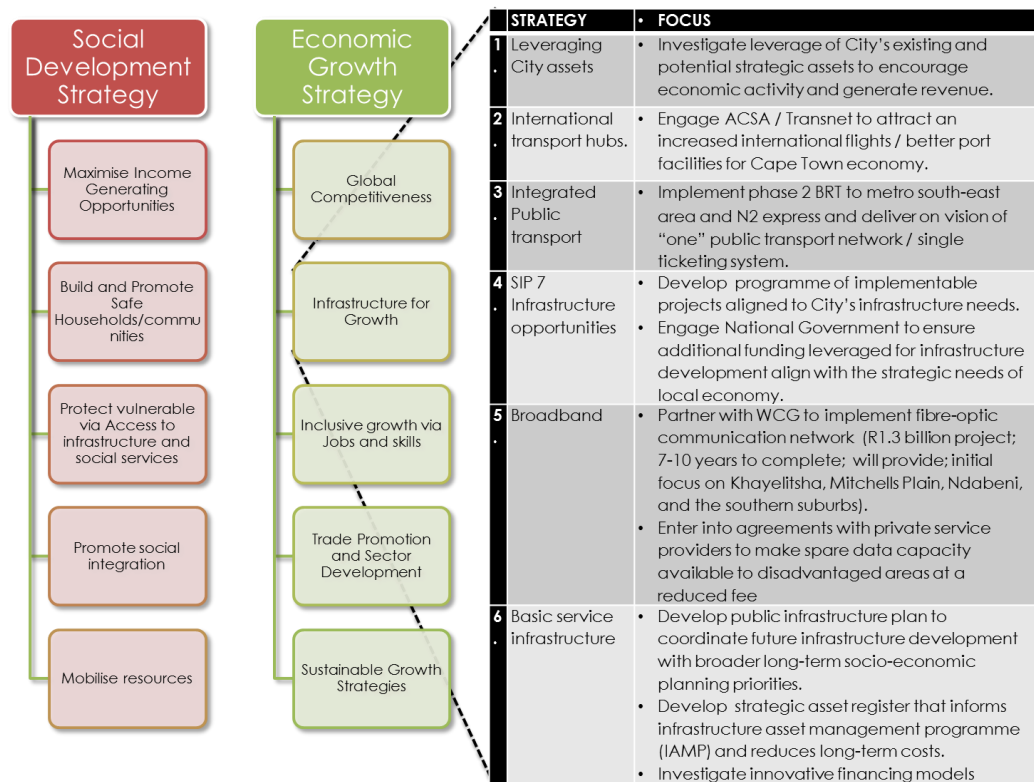 Social
Development
Strategy
Maximise Income
Generating
Opportunities
Build and Promote
Safe
Households/commu
nities
Protect vulnerable
via Access to
infrastructure and
social services
Promote social
integration
Mobilise resources
Economic
Growth
Strategy
Global
Competitiveness
Infrastructure for
Growth
Inclusive growth via
Jobs and skills
Trade Promotion
and Sector
Development
Sustainable Growth
Strategies
STRATEGY • FOCUS
1. Leveraging City assets
• Investigate leverage of City's existing and
potential strategic assets to encourage
economic activity and generate revenue.
2. International transport hubs.
• Engage ACSA / Transnet to attract an
increased international flights / better port
facilities for Cape Town economy.
3. Integrated Public transport
• Implement phase 2 BRT to metro south-east
area and N2 express and deliver on vision of
"one" public transport network / single
ticketing system.
4. SIP 7 Infrastructure opportunities
• Develop programme of implementable
projects aligned to City's infrastructure needs.
• Engage National Government to ensure
additional funding leveraged for infrastructure
development align with the strategic needs of
local economy.
5. Broadband
• Partner with WCG to implement fibre-optic
communication network (R1.3 billion project;
7-10 years to complete; will provide; initial
focus on Khayelitsha, Mitchells Plain, Ndabeni,
and the southern suburbs).
• Enter into agreements with private service
providers to make spare data capacity
available to disadvantaged areas at a
reduced fee
6. Basic service infrastructure
• Develop public infrastructure plan to
coordinate future infrastructure development
with broader long-term socio-economic
planning priorities.
• Develop strategic asset register that informs
infrastructure asset management programme
(IAMP) and reduces long-term costs.
• Investigate innovative financing models